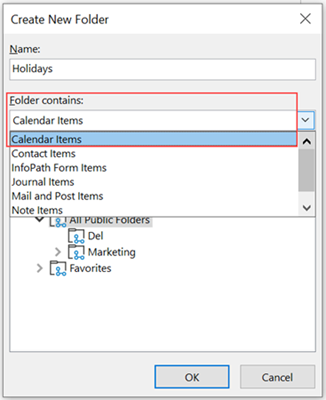 Create New Folder
Name:
Holidays
Folder contains:
Calendar Items
Calendar Items
Contact Items
InfoPath Form Items
Journal Items
Mail and Post Items
Note Items
All Public Folders
Del
Marketing
Favorites
OK
Cancel